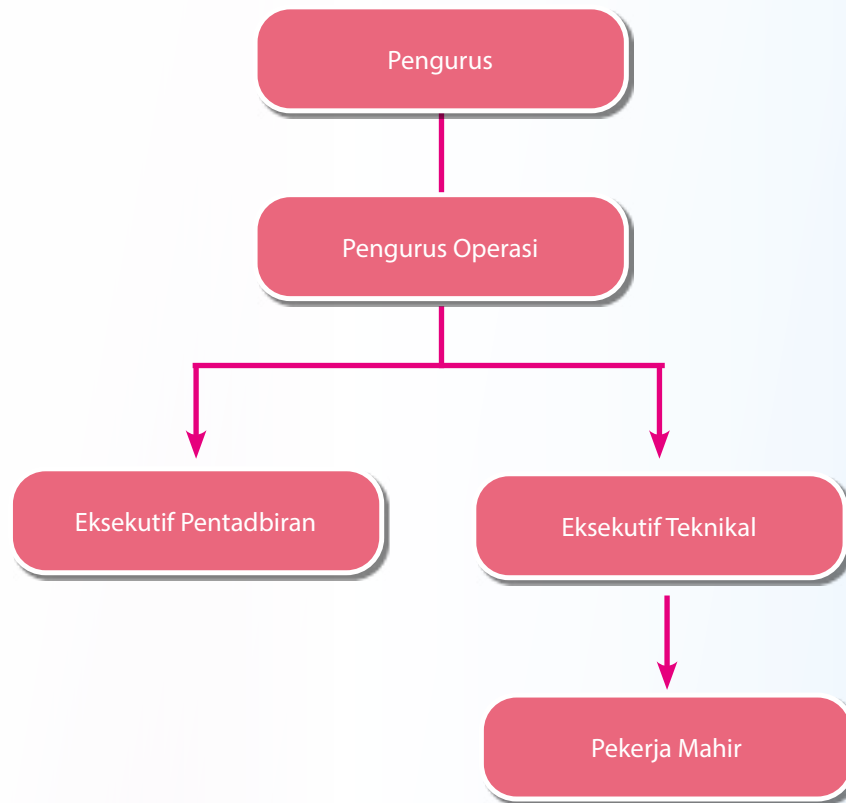 Pengurus
Pengurus Operasi
Eksekutif Pentadbiran
Eksekutif Teknikal
Pekerja Mahir